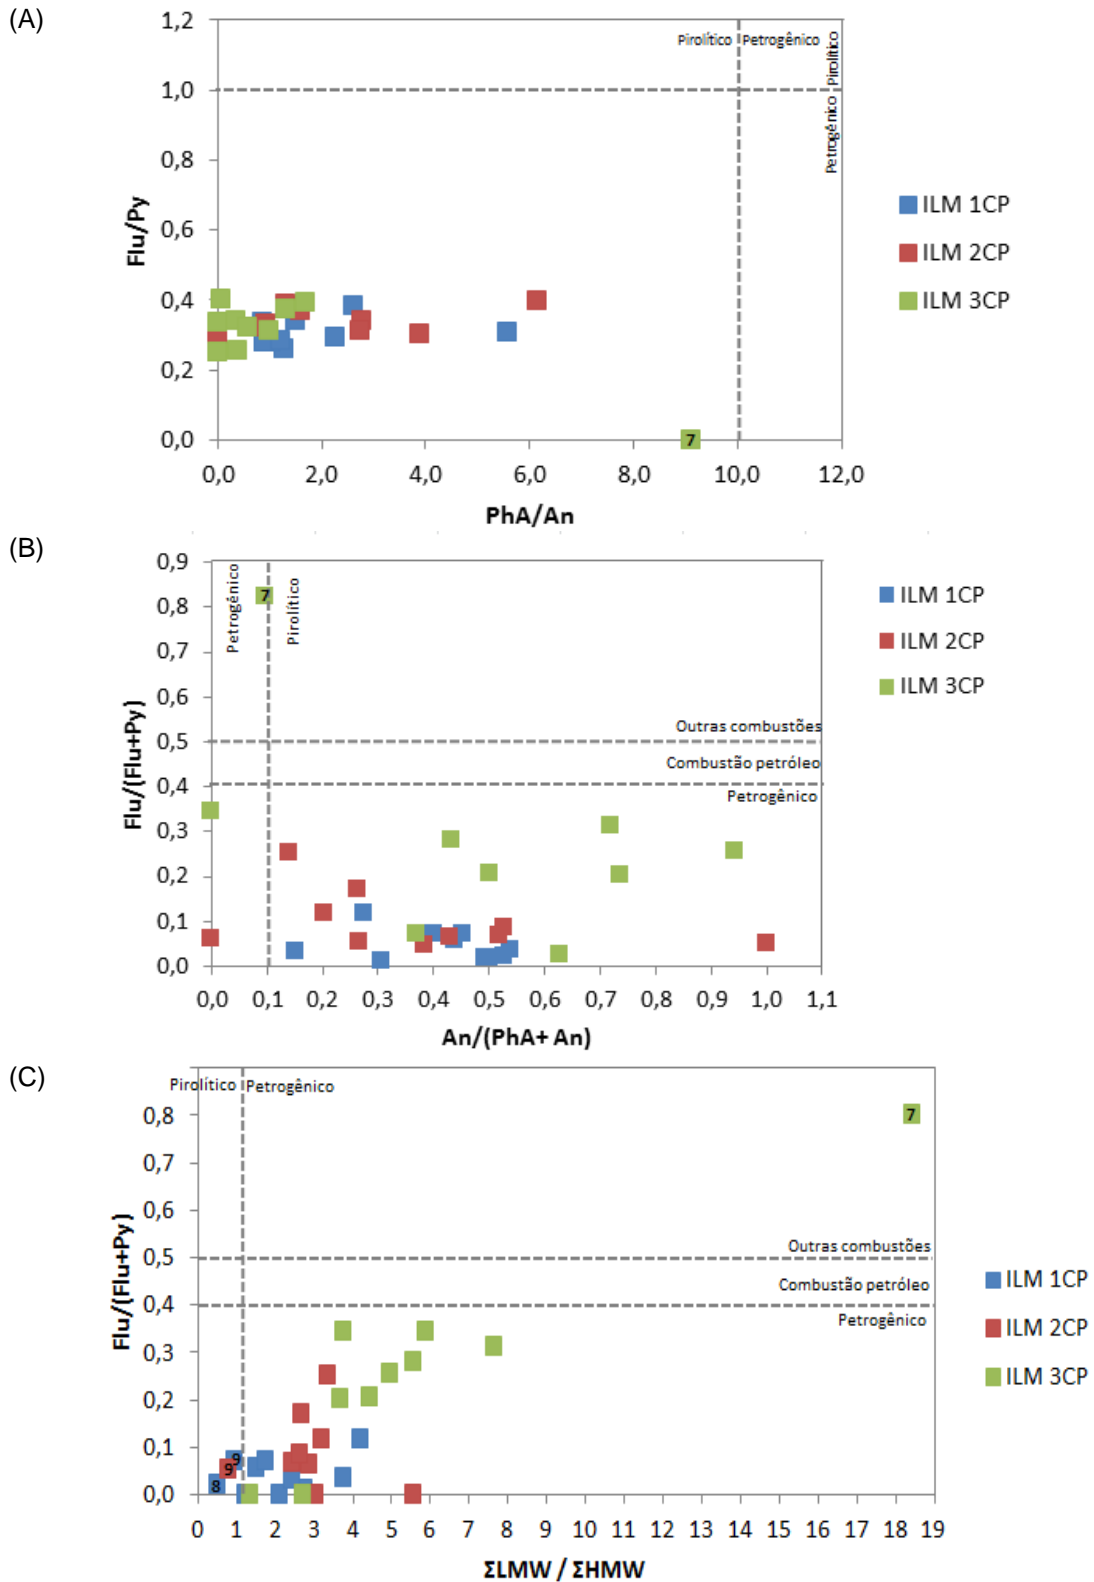 (A)
1,2
1,0
0,8
0,6
0,4
0,2
0,0
Flu/Py
Pirolítico
Petrogênico
Pirolítico
Petrogênico
7
0,0 2,0 4,0 6,0 8,0 10,0 12,0
PhA/An
ILM 1CP
ILM 2CP
ILM 3CP
(B)
0,9
0,8
0,7
0,6
0,5
0,4
0,3
0,2
0,1
0,0
Flu/(Flu+Py)
Petrogênico
Pirolítico
7
Outras combustões
Combustão petróleo
Petrogênico
0,0 0,1 0,2 0,3 0,4 0,5 0,6 0,7 0,8 0,9 1,0 1,1
An/(PhA+ An)
ILM 1CP
ILM 2CP
ILM 3CP
(C)
0,8
0,7
0,6
0,5
0,4
0,3
0,2
0,1
0,0
Flu/(Flu+Py)
Pirolítico
Petrogênico
7
Outras combustões
Combustão petróleo
Petrogênico
9
9
8
0 1 2 3 4 5 6 7 8 9 10 11 12 13 14 15 16 17 18 19
ΣLMW / ΣHMW
ILM 1CP
ILM 2CP
ILM 3CP